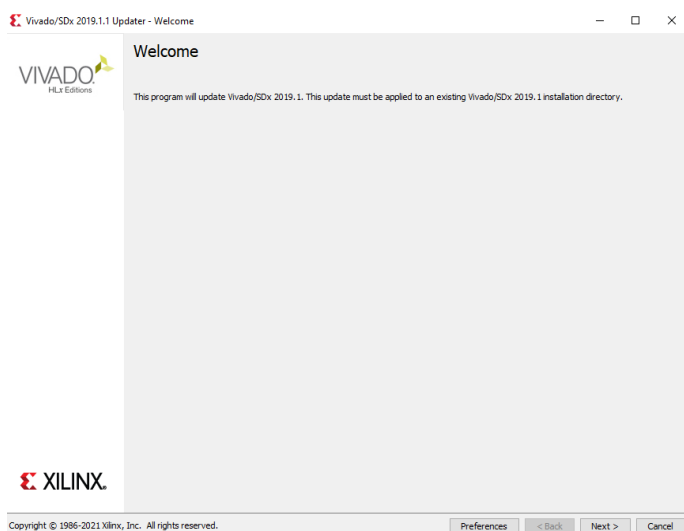 Vivado/SDx 2019.1.1 Updater - Welcome
Welcome
VIVADO.
HLx Editions
This program will update Vivado/SDx 2019.1. This update must be applied to an existing Vivado/SDx 2019.1 installation directory.
XILINX.
Copyright © 1986-2021 Xilinx, Inc. All rights reserved.
Preferences
< Back
Next >
Cancel